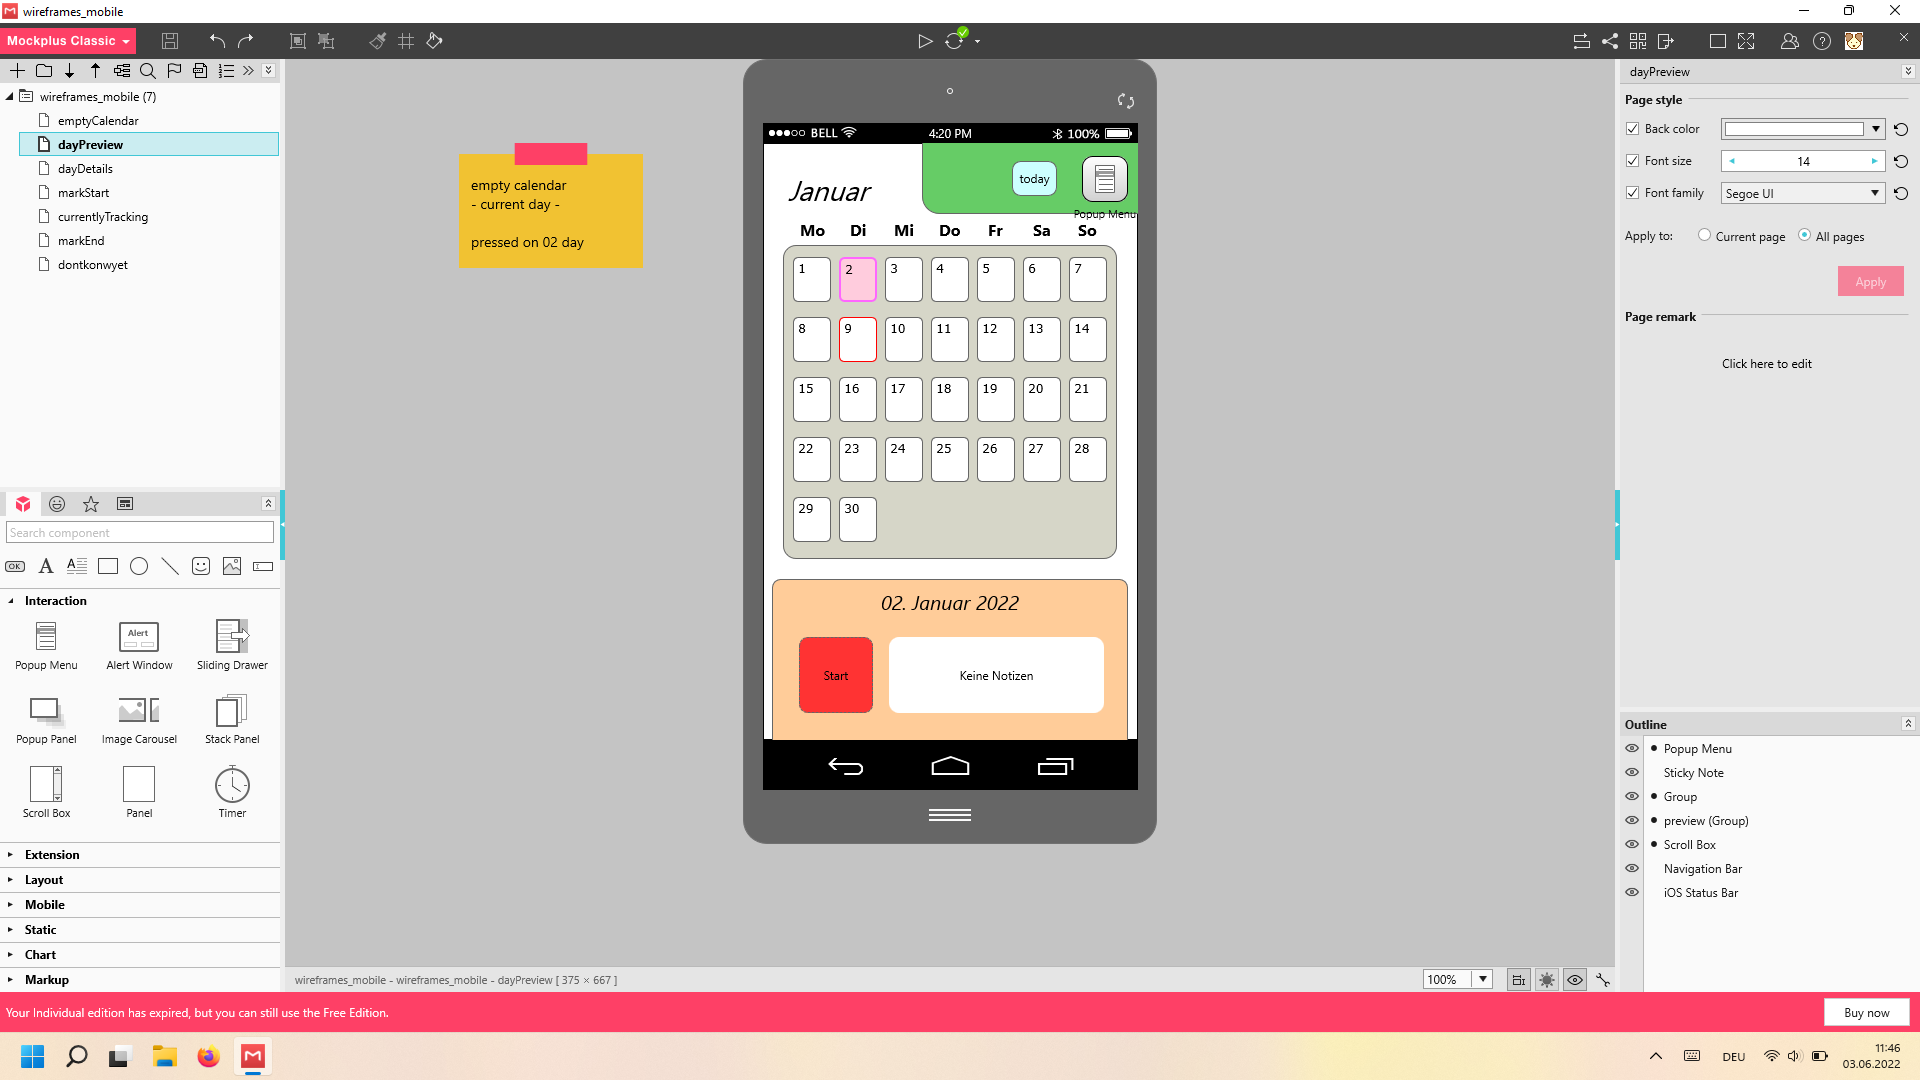 wireframes_mobile
Mockplus Classic
wireframes_mobile (7)
emptyCalendar
dayPreview
dayDetails
markStart
currentlyTracking
markEnd
dontkonwyet
Search component
OK A A
Interaction
Alert
Popup Menu Alert Window Sliding Drawer
Popup Panel Image Carousel Stack Panel
Scroll Box Panel Timer
Extension
Layout
Mobile
Static
Chart
Markup
empty calendar
- current day -
pressed on 02 day
BELL 4:20 PM 100%
Januar
today
Popup Menu
Mo Di Mi Do Fr Sa So
1 2 3 4 5 6 7
8 9 10 11 12 13 14
15 16 17 18 19 20 21
22 23 24 25 26 27 28
29 30
02. Januar 2022
Start
Keine Notizen
wireframes_mobile - wireframes_mobile - dayPreview [ 375 × 667 ]
100%
dayPreview
Page style
Back color
Font size 14
Font family Segoe UI
Apply to: Current page All pages
Apply
Page remark
Click here to edit
Outline
Popup Menu
Sticky Note
Group
preview (Group)
Scroll Box
Navigation Bar
iOS Status Bar
Your Individual edition has expired, but you can still use the Free Edition.
Buy now
DEU
11:46
03.06.2022